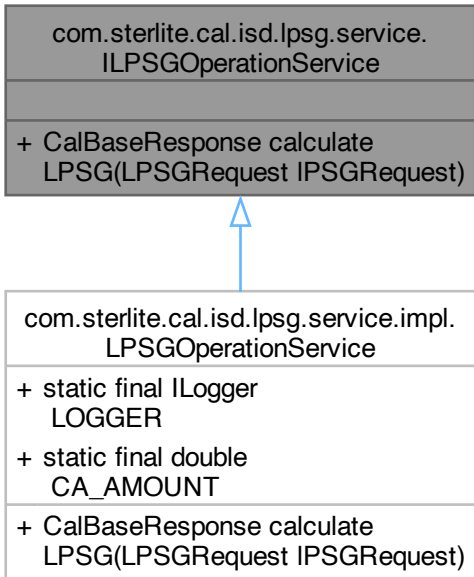 com.sterlite.cal.isd.lpsg.service.
ILPSGOperationService
+ CalBaseResponse calculate
LPSG(LPSGRequest lPSGRequest)
com.sterlite.cal.isd.lpsg.service.impl.
LPSGOperationService
+ static final ILogger
LOGGER
+ static final double
CA_AMOUNT
+ CalBaseResponse calculate
LPSG(LPSGRequest lPSGRequest)